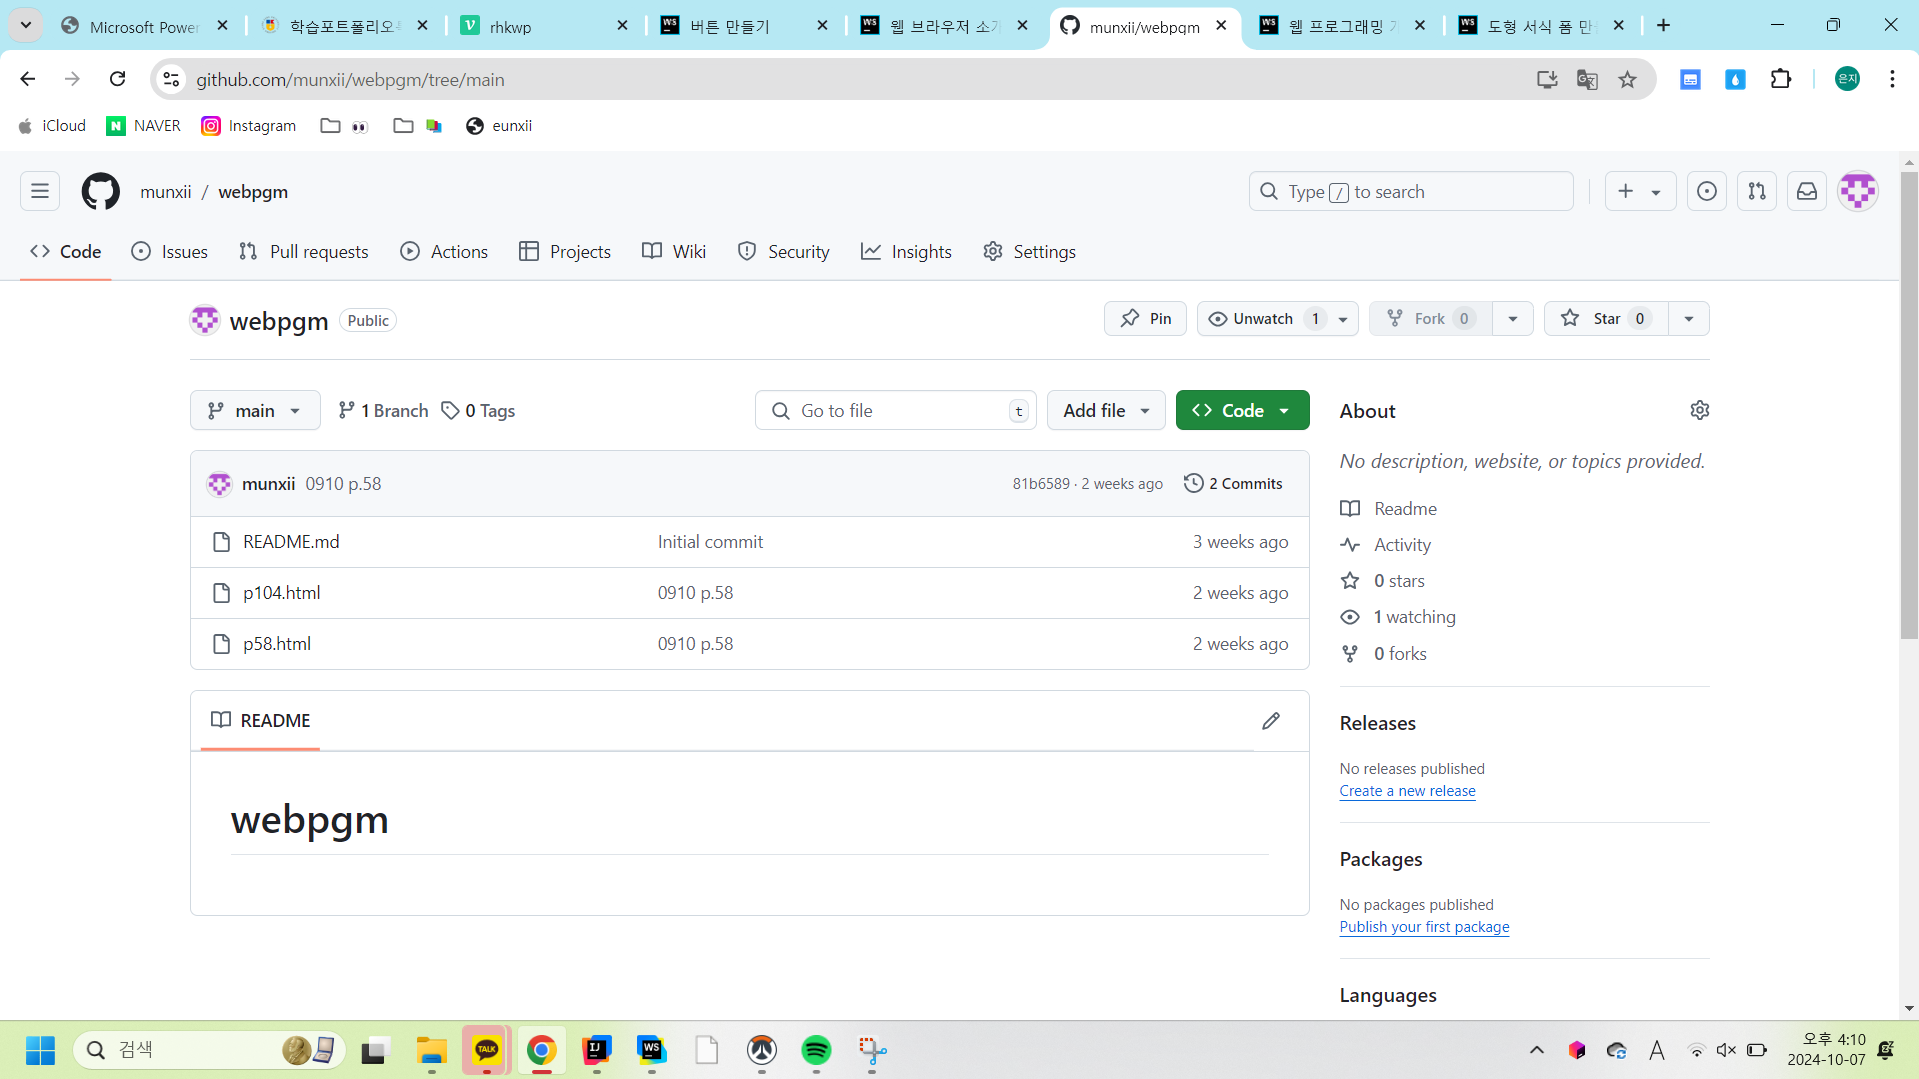 Microsoft Power
학습포트폴리오
rhkwp
버튼 만들기
웹 브라우저 소개
munxii/webpgm
웹 프로그래밍
도형 서식 폼 만
github.com/munxii/webpgm/tree/main
은지
iCloud
NAVER
Instagram
eunxii
munxii / webpgm
Type / to search
Code
Issues
Pull requests
Actions
Projects
Wiki
Security
Insights
Settings
webpgm Public
Pin
Unwatch 1
Fork 0
Star 0
main
1 Branch
0 Tags
Go to file t
Add file
Code
munxii 0910 p.58
81b6589 · 2 weeks ago
2 Commits
README.md Initial commit 3 weeks ago
p104.html 0910 p.58 2 weeks ago
p58.html 0910 p.58 2 weeks ago
README
webpgm
About
No description, website, or topics provided.
Readme
Activity
0 stars
1 watching
0 forks
Releases
No releases published
Create a new release
Packages
No packages published
Publish your first package
Languages
검색
TALK
IJ
WS
A
오후 4:10
2024-10-07